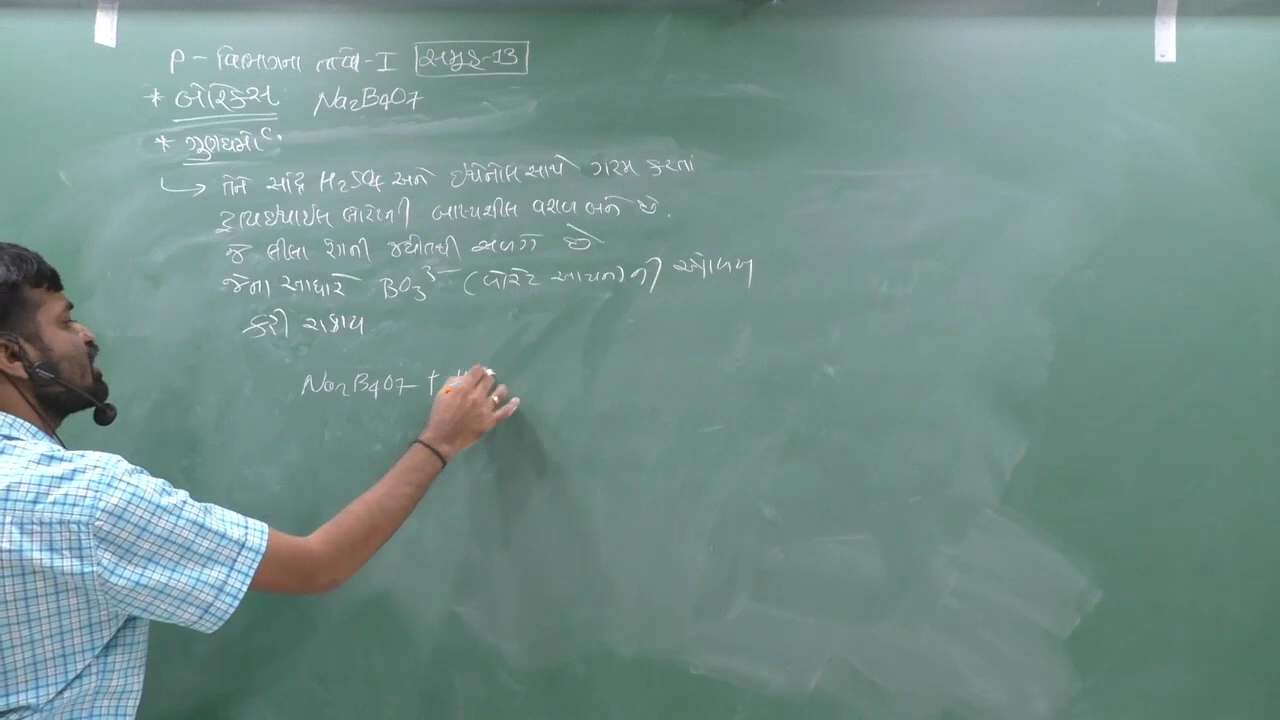 P - વિભાગના તત્વો - I સમૂહ-13
* બોરેક્સ: Na2B4O7
* ગુણધર્મો:
↳ તેને સાંદ્ર H2SO4 અને ઈથેનોલ સાથે ગરમ કરતાં
ટ્રાયઈથાઈલ બોરેટની બાષ્પશીલ વરાળ બને છે.
જે લીલા રંગની જ્યોતથી સળગે છે
જેના આધારે BO3^3- (બોરેટ આયન) ની
કરી શકાય
Na2B4O7 +